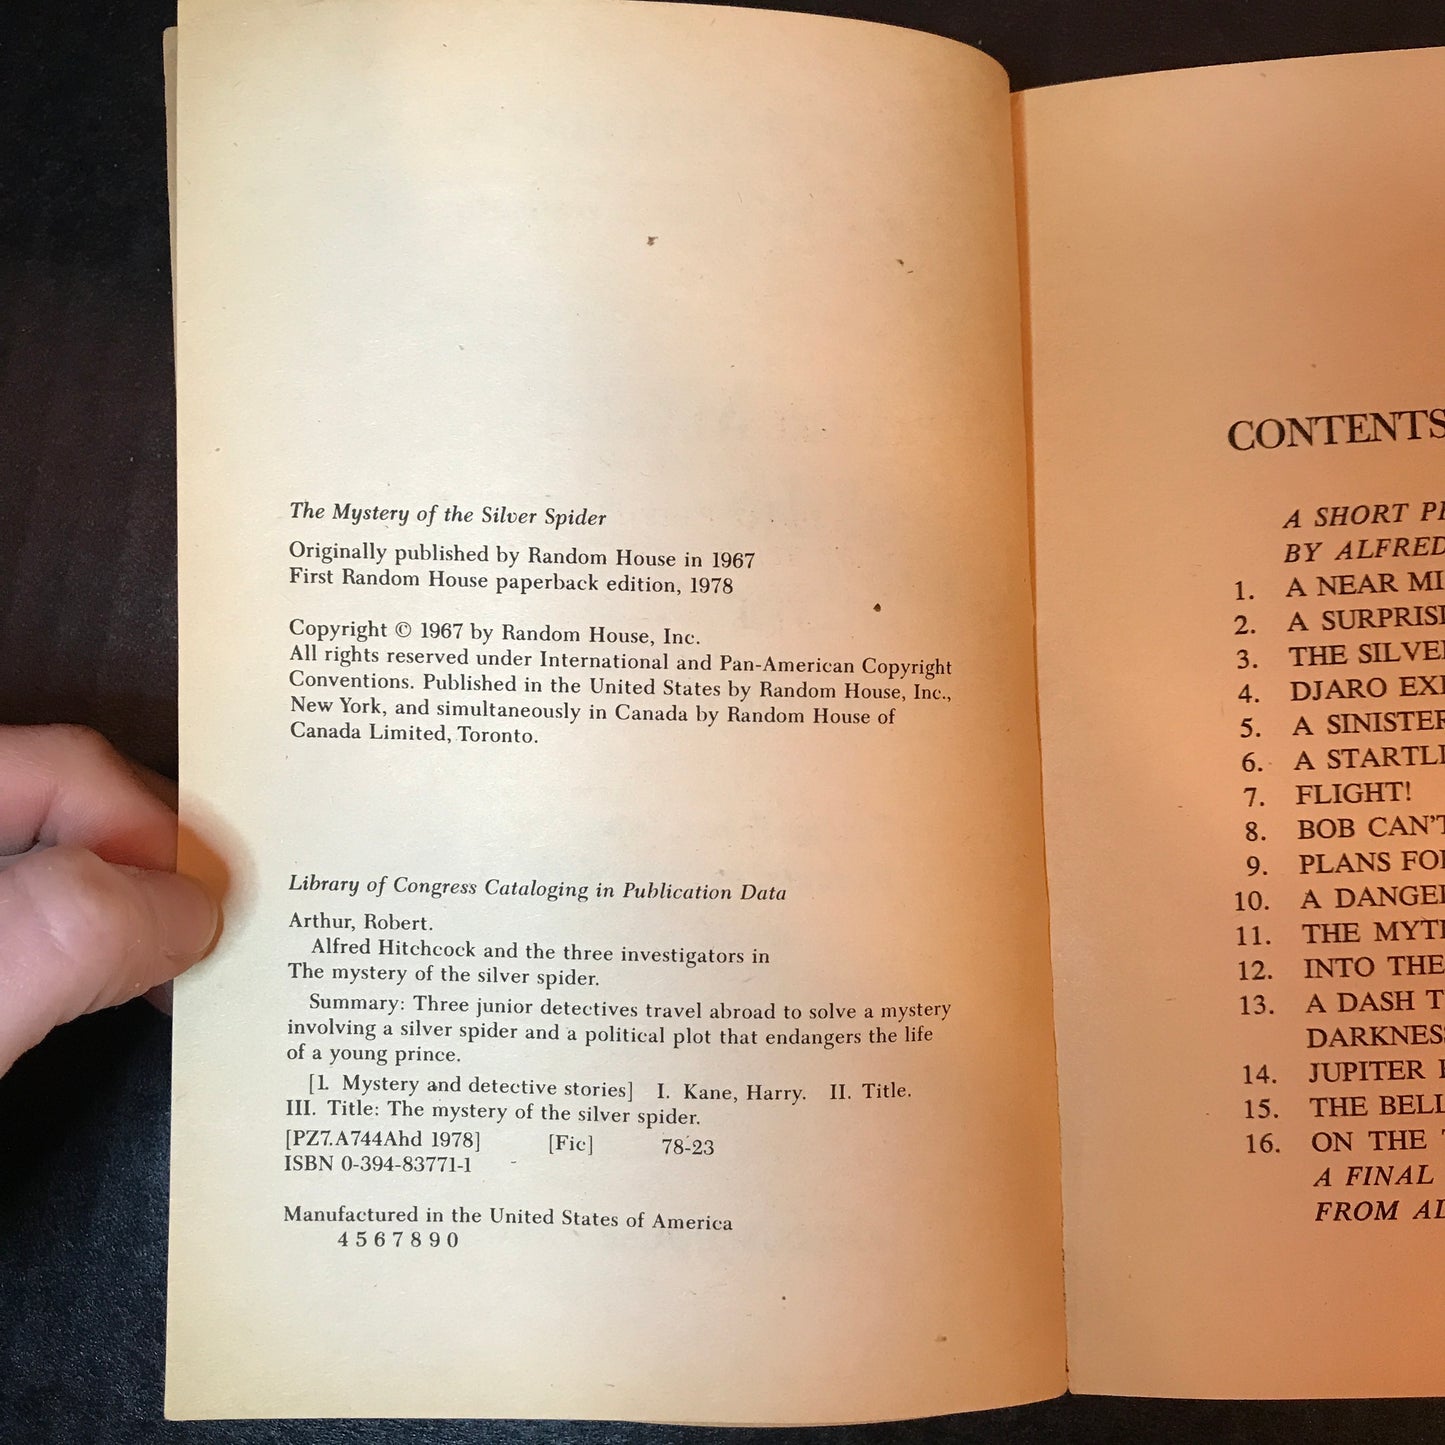 The Mystery of the Silver Spider
Originally published by Random House in 1967
First Random House paperback edition, 1978
Copyright © 1967 by Random House, Inc.
All rights reserved under International and Pan-American Copyright
Conventions. Published in the United States by Random House, Inc.,
New York, and simultaneously in Canada by Random House of
Canada Limited, Toronto.
Library of Congress Cataloging in Publication Data
Arthur, Robert.
Alfred Hitchcock and the three investigators in
The mystery of the silver spider.
Summary: Three junior detectives travel abroad to solve a mystery
involving a silver spider and a political plot that endangers the life
of a young prince.
[1. Mystery and detective stories] I. Kane, Harry. II. Title.
III. Title: The mystery of the silver spider.
[PZ7.A744Ahd 1978] [Fic] 78-23
ISBN 0-394-83771-1
Manufactured in the United States of America
4 5 6 7 8 9 0
CONTENTS
A SHORT
BY ALFRED
1. A NEAR
2. A
3. THE
4. DJARO
5. A SINISTER
6. A
7. FLIGHT!
8. BOB CAN'T
9. PLANS
10. A
11. THE
12. INTO THE
13. A DASH
DARKNESS
14. JUPITER
15. THE
16. ON THE
A FINAL
FROM